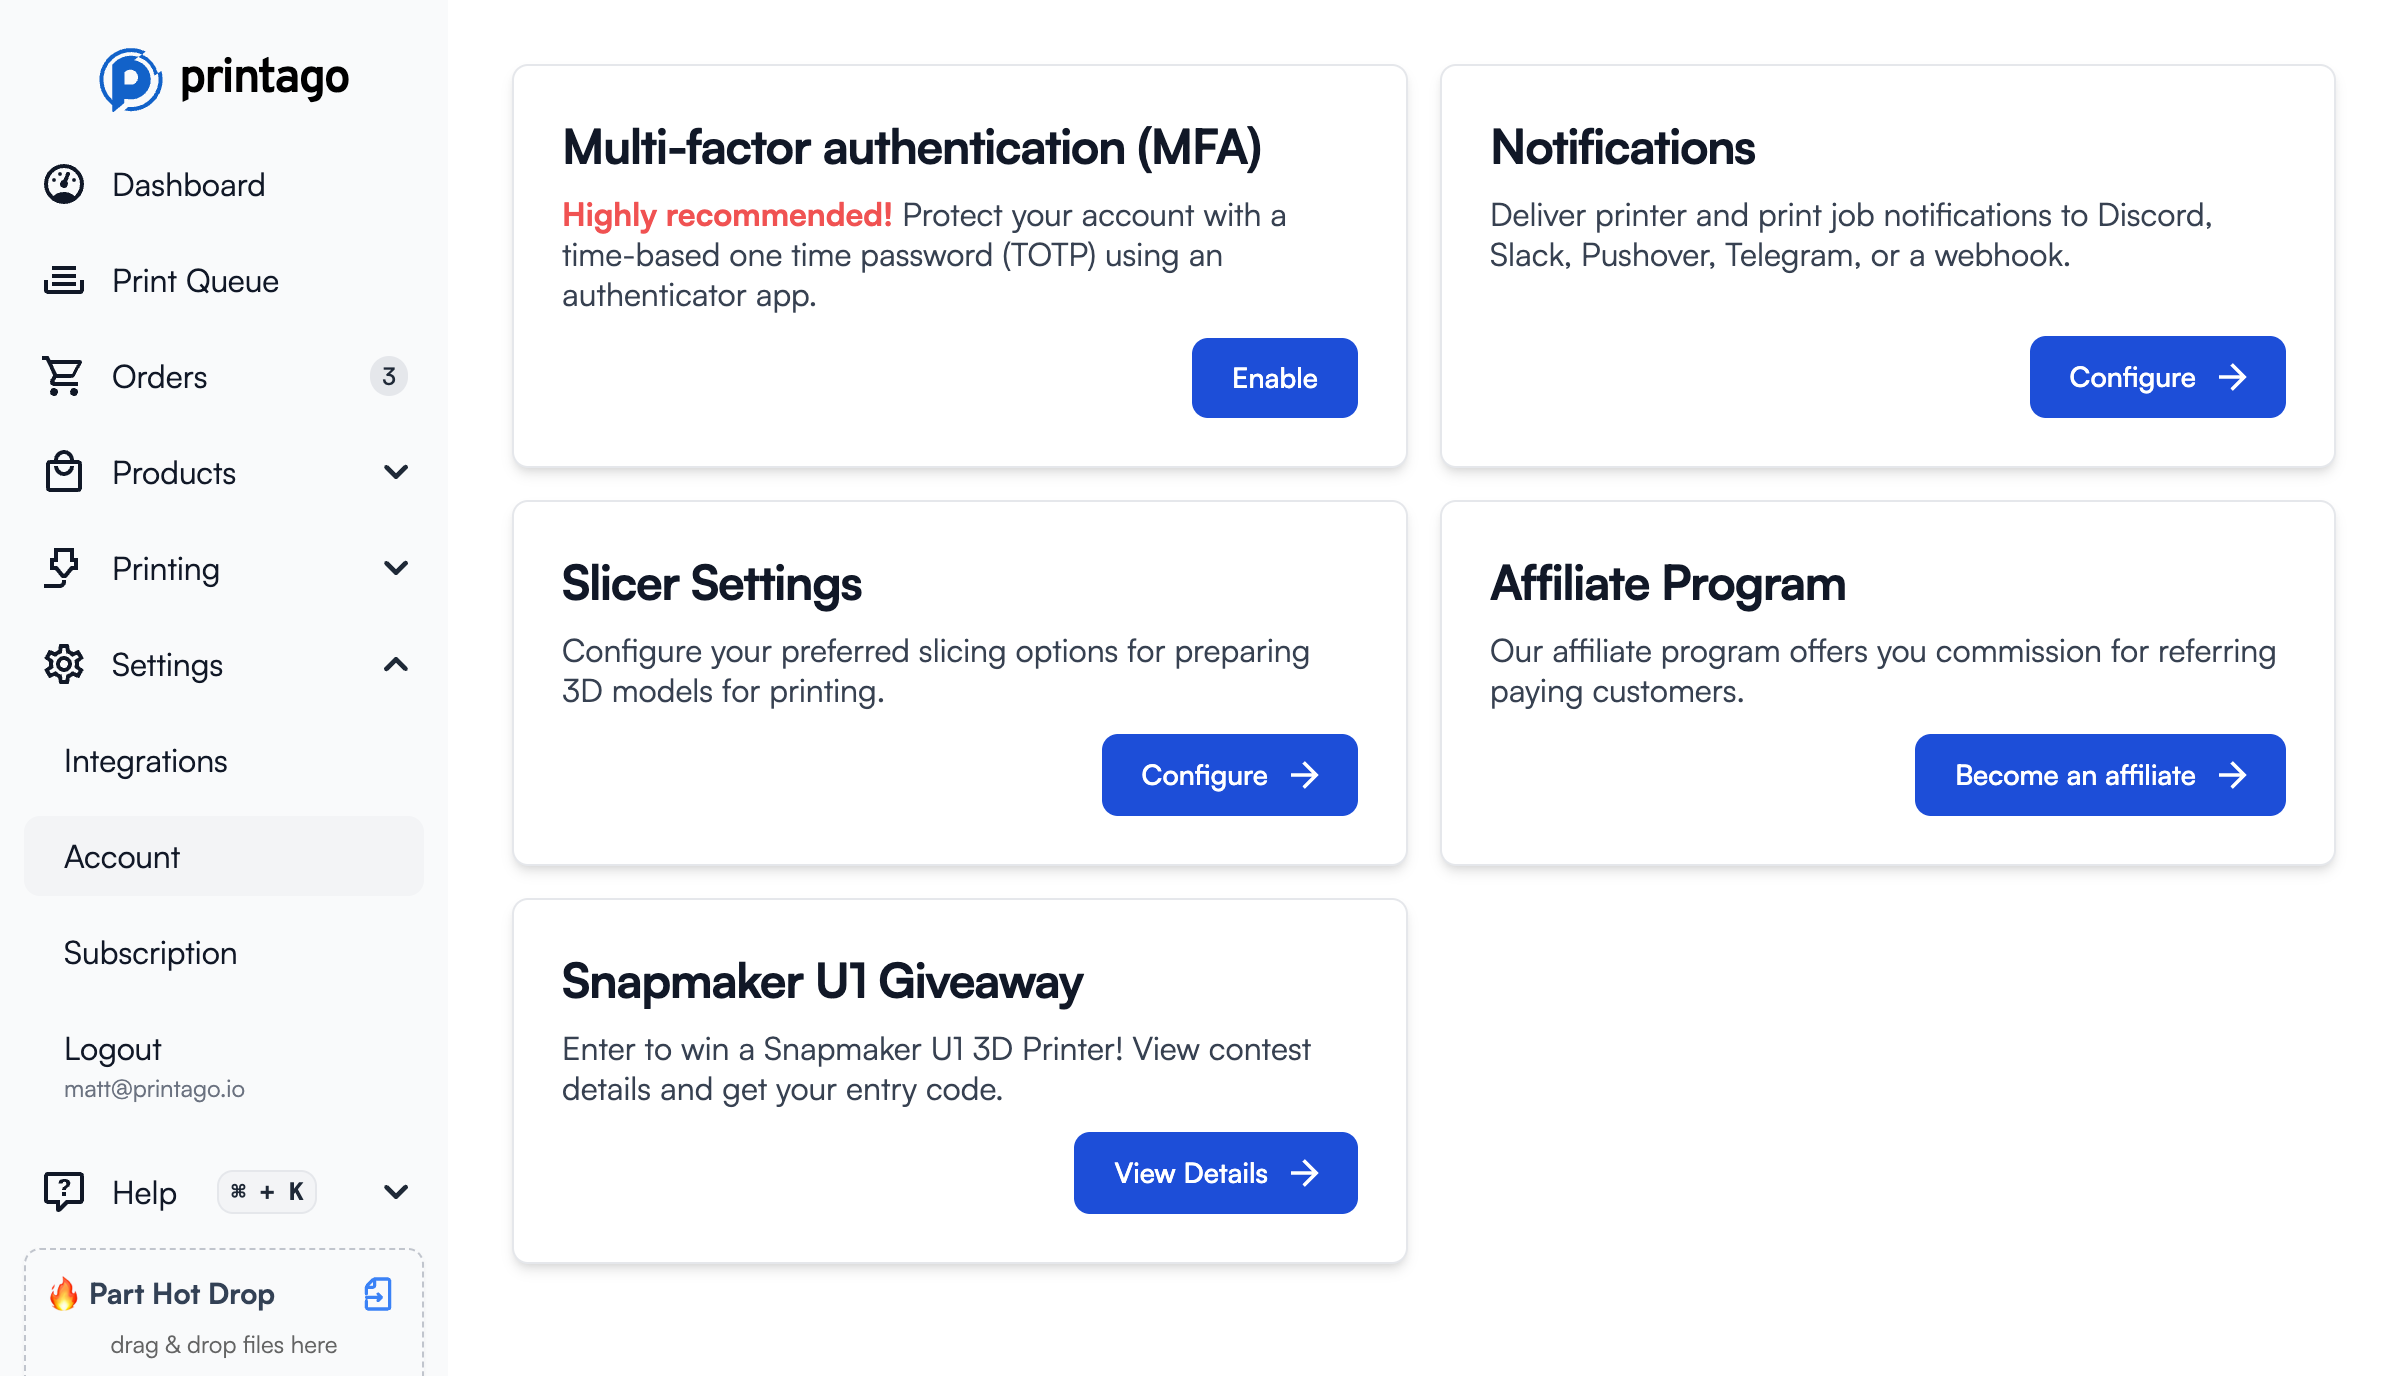 printago
Dashboard
Print Queue
Orders
3
Products
Printing
Settings
Integrations
Account
Subscription
Logout
matt@printago.io
Help
⌘ + K
🔥 Part Hot Drop
drag & drop files here
Multi-factor authentication (MFA)
Highly recommended! Protect your account with a
time-based one time password (TOTP) using an
authenticator app.
Enable
Notifications
Deliver printer and print job notifications to Discord,
Slack, Pushover, Telegram, or a webhook.
Configure →
Slicer Settings
Configure your preferred slicing options for preparing
3D models for printing.
Configure →
Affiliate Program
Our affiliate program offers you commission for referring
paying customers.
Become an affiliate →
Snapmaker U1 Giveaway
Enter to win a Snapmaker U1 3D Printer! View contest
details and get your entry code.
View Details →